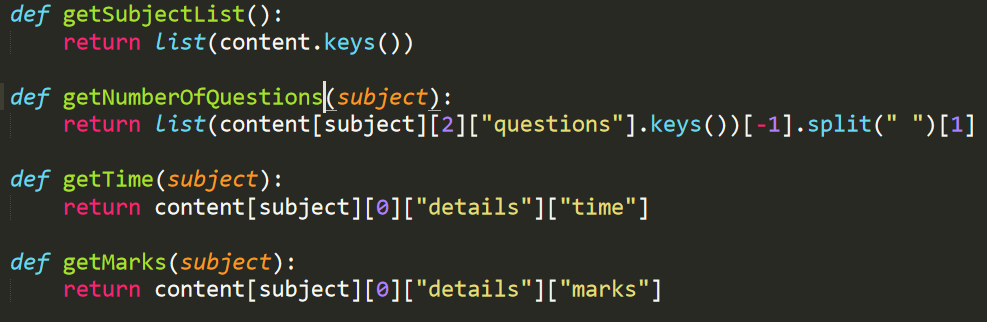 def getSubjectList():
    return list(content.keys())
def getNumberOfQuestions(subject):
    return list(content[subject][2]["questions"].keys())[-1].split(" ")[1]
def getTime(subject):
    return content[subject][0]["details"]["time"]
def getMarks(subject):
    return content[subject][0]["details"]["marks"]